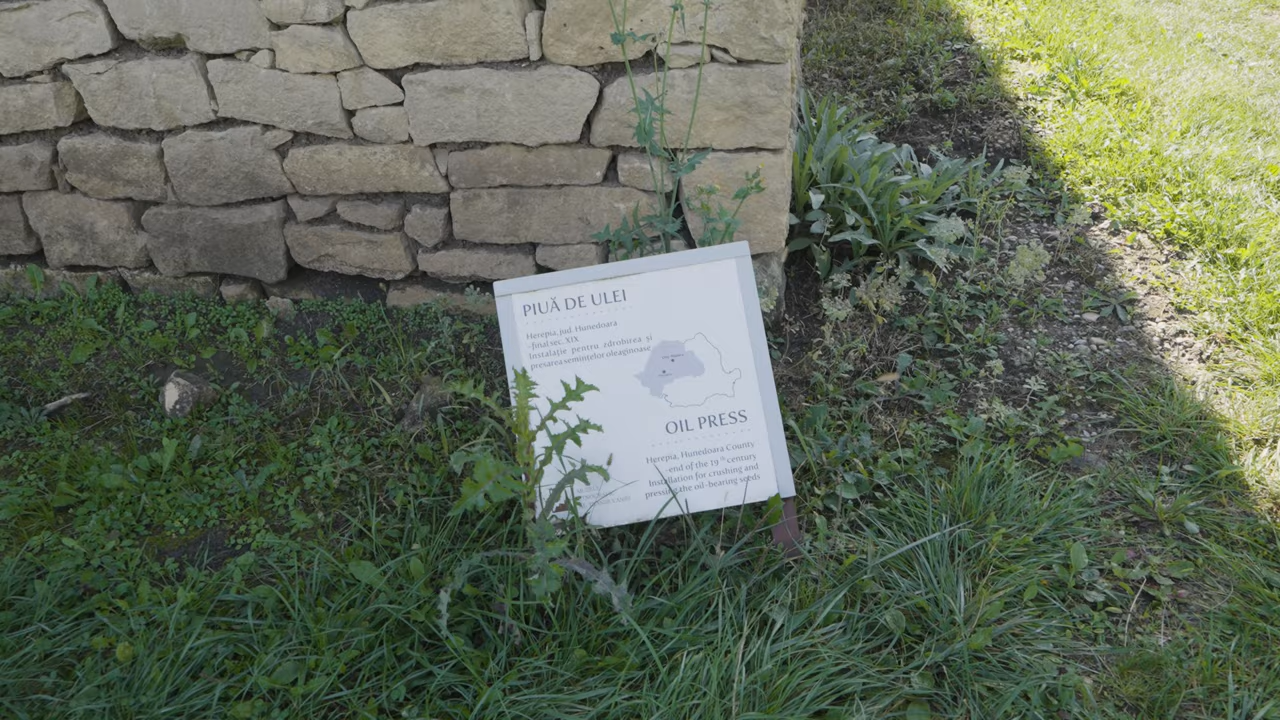 PIUĂ DE ULEI
Herepia, jud. Hunedoara
-final sec. XIX
Instalație pentru zdrobirea și
presarea semințelor oleaginoase
OIL PRESS
Herepia, Hunedoara County
-end of the 19th century
Installation for crushing and
pressing the oil-bearing seeds